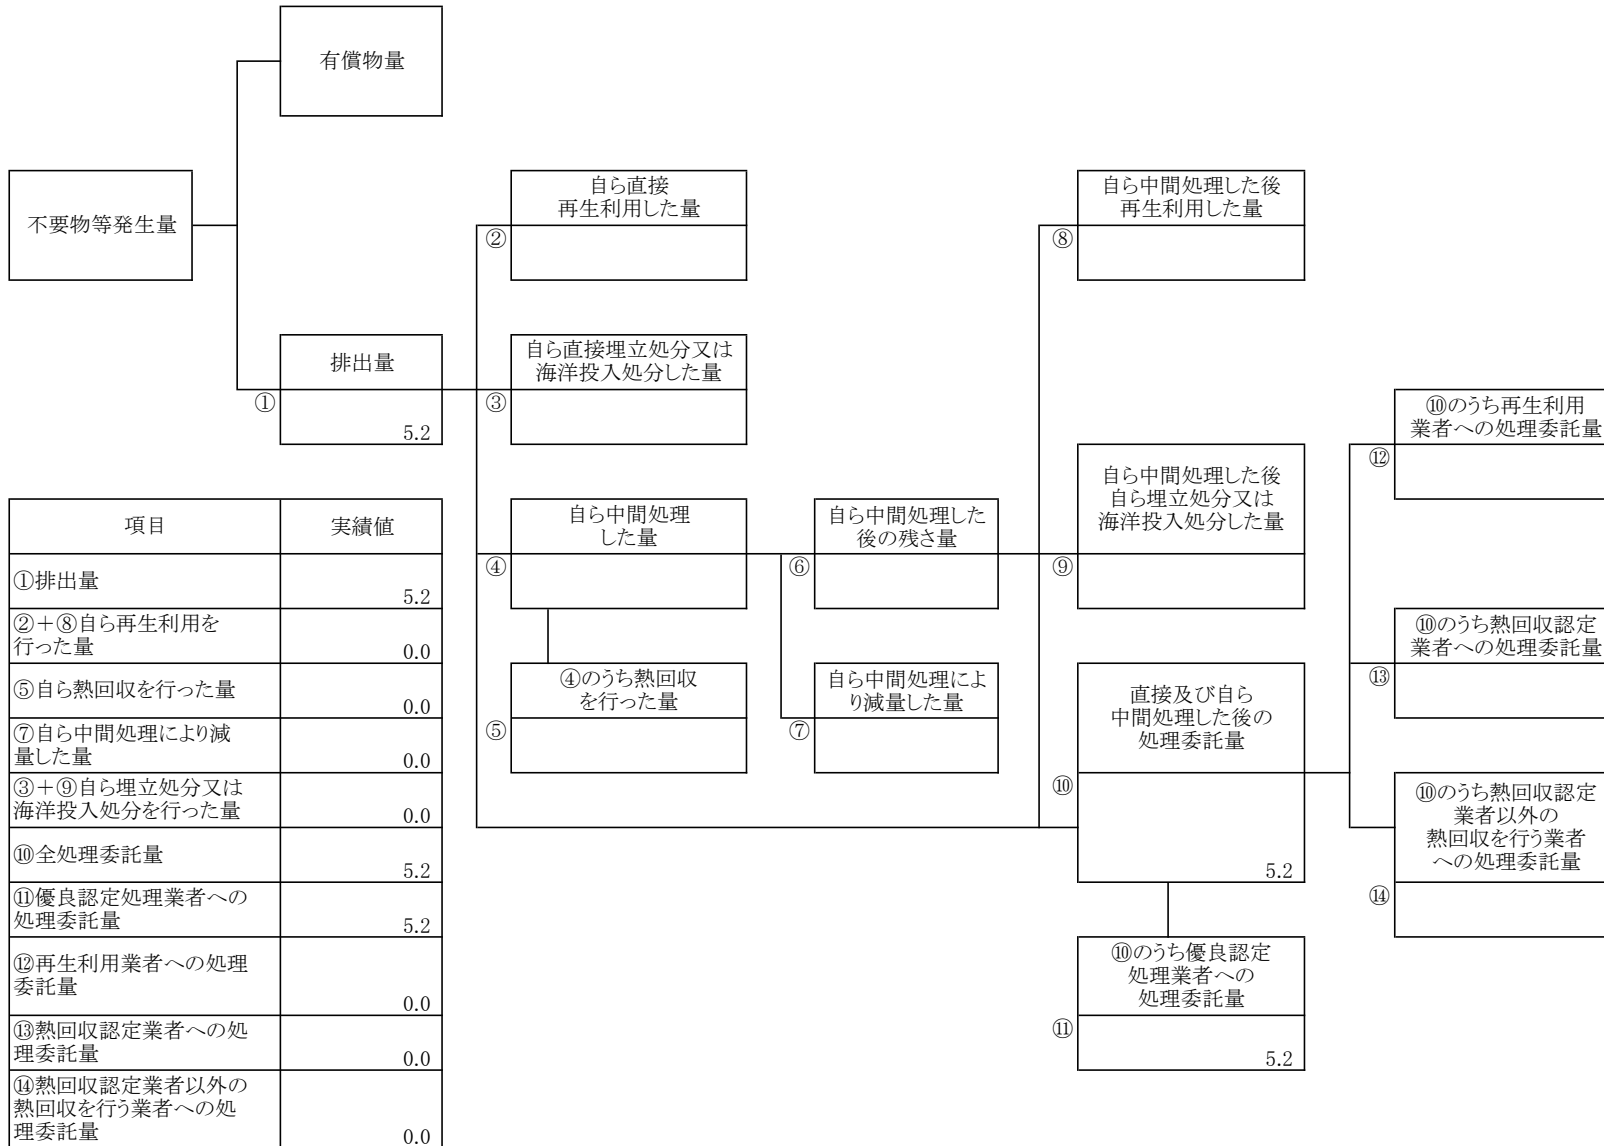 有償物量
不要物等発生量
自ら直接
再生利用した量
②
自ら中間処理した後
再生利用した量
⑧
排出量
①
5.2
自ら直接埋立処分又は
海洋投入処分した量
③
⑩のうち再生利用
業者への処理委託量
⑫
自ら中間処理
した量
④
自ら中間処理した
後の残さ量
⑥
自ら中間処理した後
自ら埋立処分又は
海洋投入処分した量
⑨
⑩のうち熱回収認定
業者への処理委託量
⑬
④のうち熱回収
を行った量
⑤
自ら中間処理によ
り減量した量
⑦
直接及び自ら
中間処理した後の
処理委託量
⑩
5.2
⑩のうち熱回収認定
業者以外の
熱回収を行う業者
への処理委託量
⑭
⑩のうち優良認定
処理業者への
処理委託量
⑪
5.2
項目 実績値
①排出量
5.2
②+⑧自ら再生利用を
行った量
0.0
⑤自ら熱回収を行った量
0.0
⑦自ら中間処理により減
量した量
0.0
③+⑨自ら埋立処分又は
海洋投入処分を行った量
0.0
⑩全処理委託量
5.2
⑪優良認定処理業者への
処理委託量
5.2
⑫再生利用業者への処理
委託量
0.0
⑬熱回収認定業者への処
理委託量
0.0
⑭熱回収認定業者以外の
熱回収を行う業者への処
理委託量
0.0